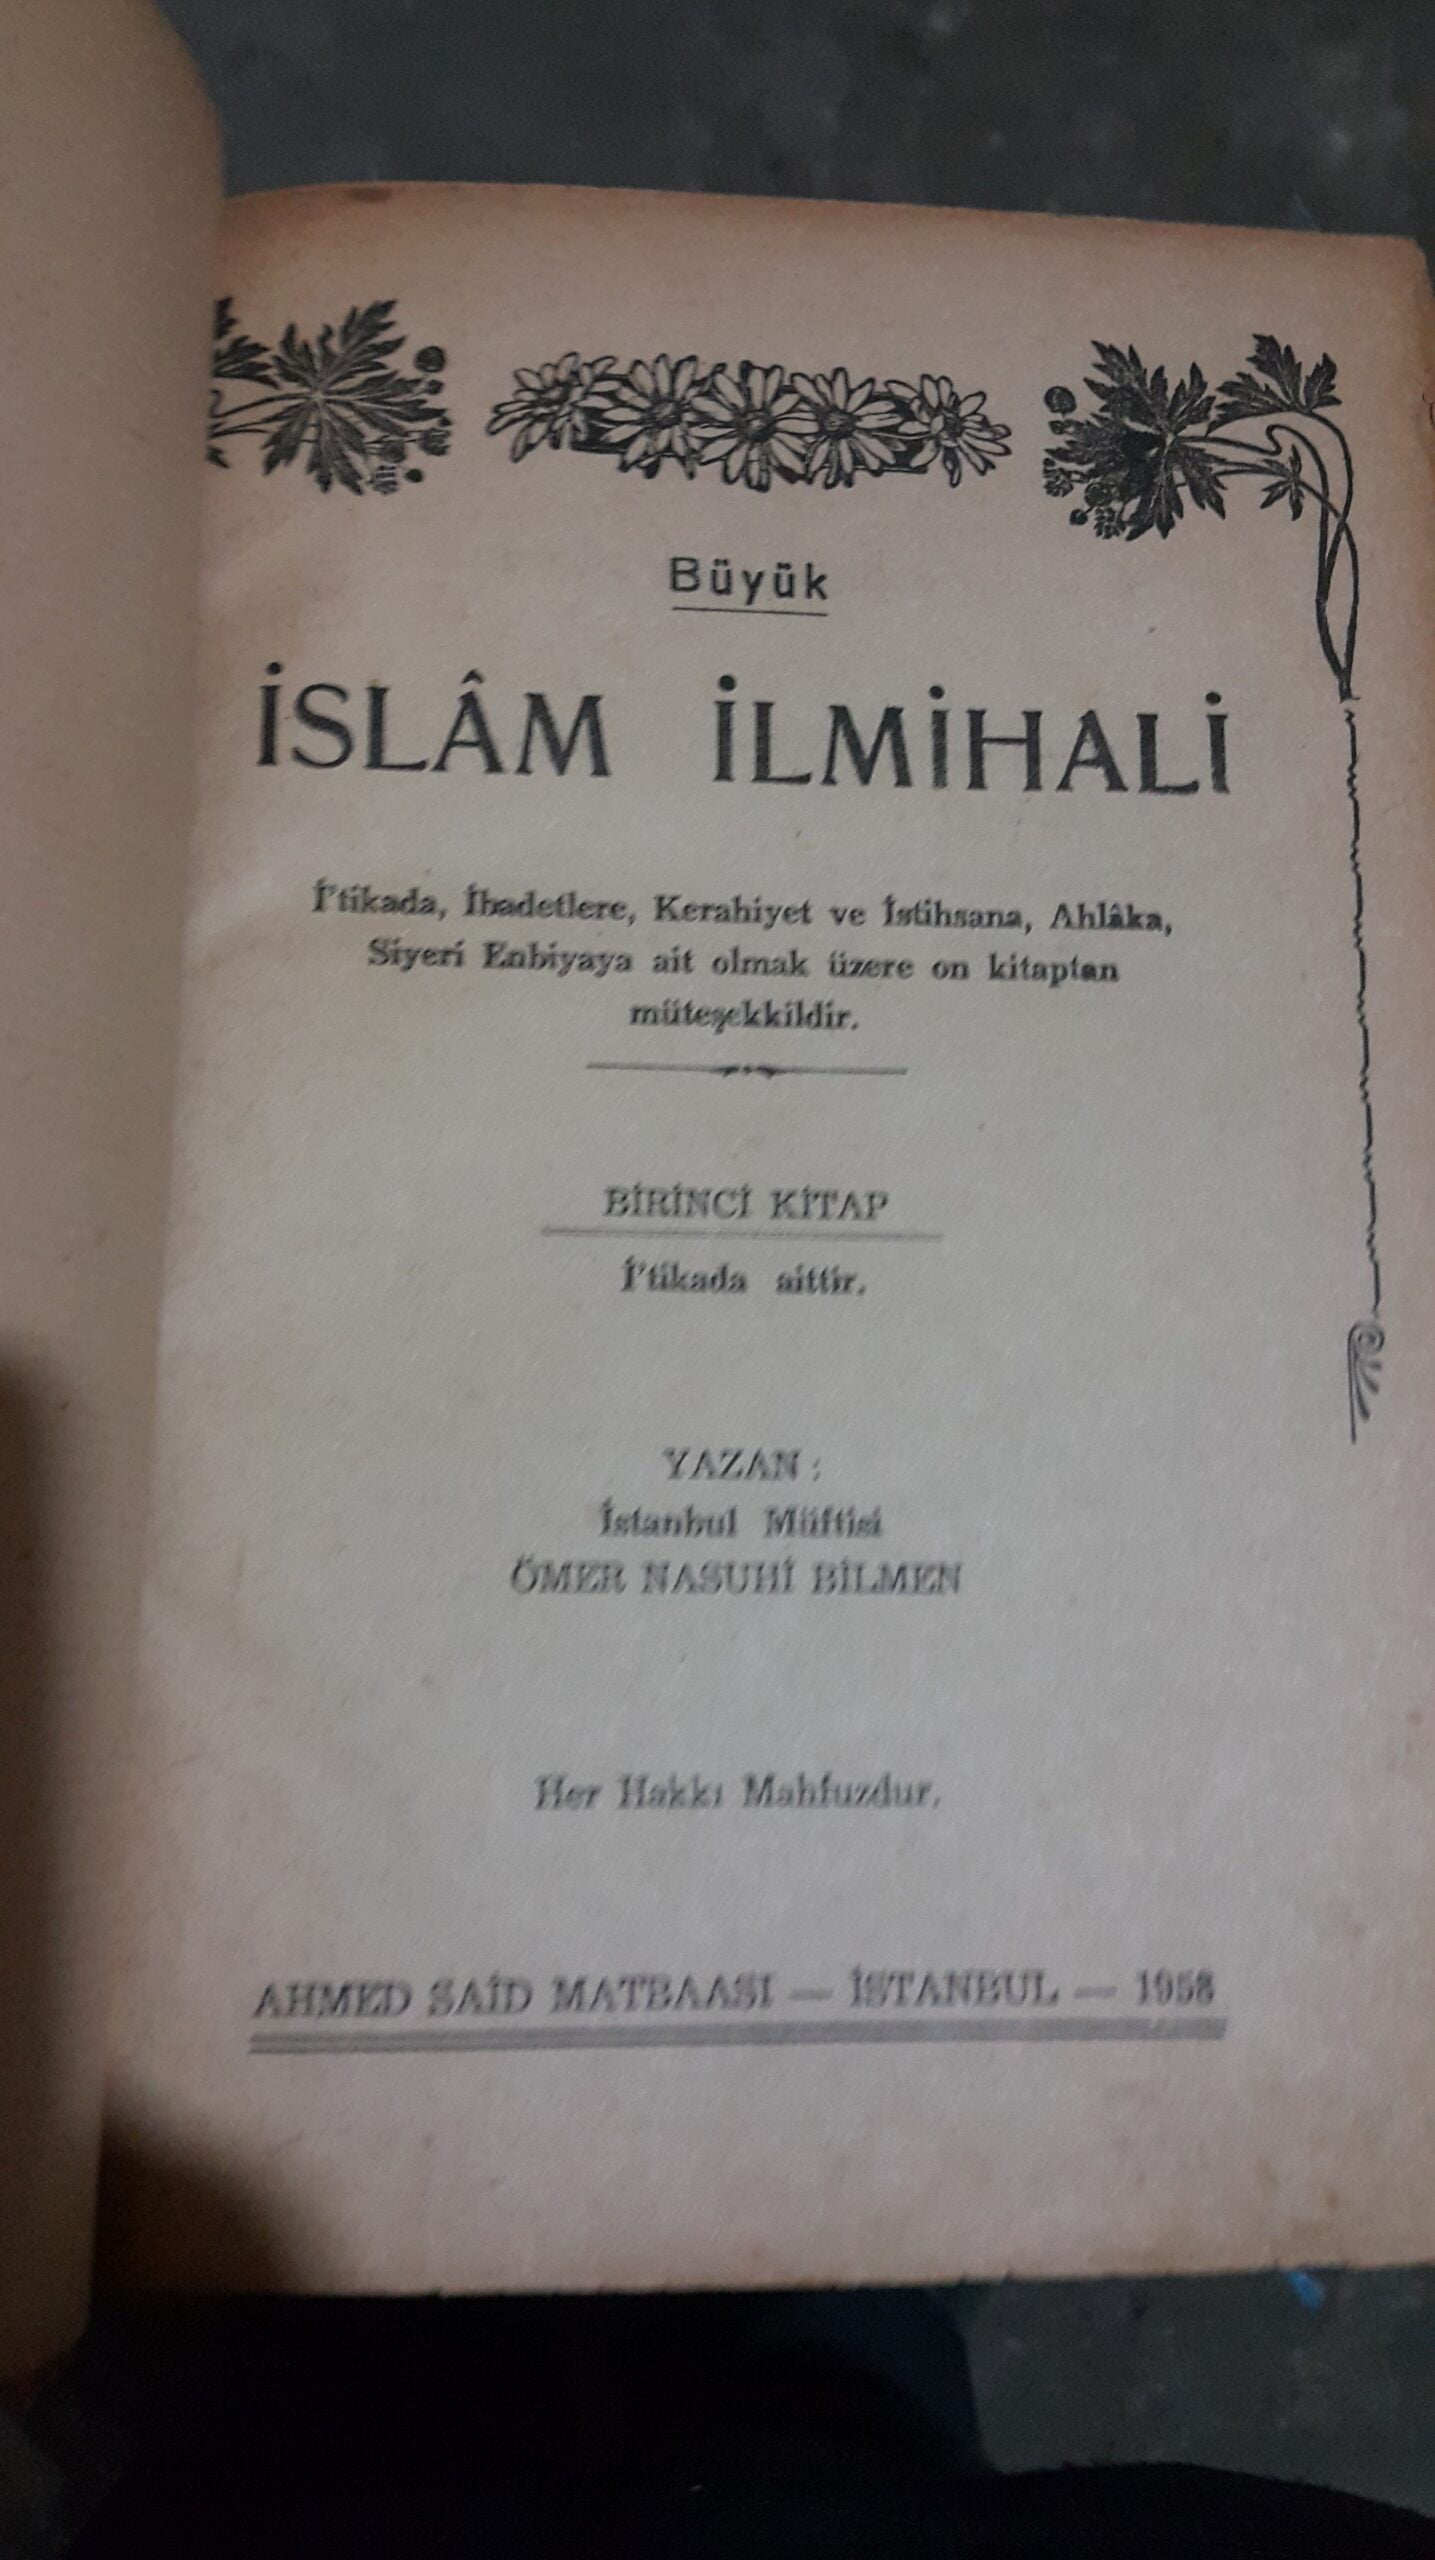 Büyük
İSLÂM İLMİHALİ
İ'tikada, İbadetlere, Kerahiyet ve İstihsana, Ahlâka,
Siyeri Enbiyaya ait olmak üzere on kitaptan
müteşekkildir.
BİRİNCİ KİTAP
İ'tikada aittir.
YAZAN :
İstanbul Müftisi
ÖMER NASUHİ BİLMEN
Her Hakkı Mahfuzdur.
AHMED SAİD MATBAASI — İSTANBUL — 1958